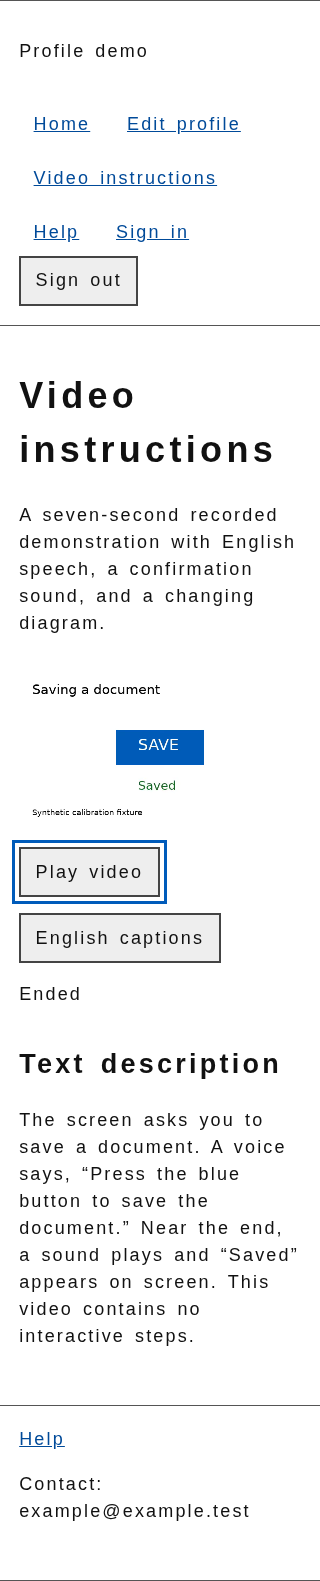 Profile demo
Home Edit profile
Video instructions
Help Sign in
Sign out
Video
instructions
A seven-second recorded
demonstration with English
speech, a confirmation
sound, and a changing
diagram.
Saving a document
SAVE
Saved
Synthetic calibration fixture
Play video
English captions
Ended
Text description
The screen asks you to
save a document. A voice
says, “Press the blue
button to save the
document.” Near the end,
a sound plays and “Saved”
appears on screen. This
video contains no
interactive steps.
Help
Contact:
example@example.test